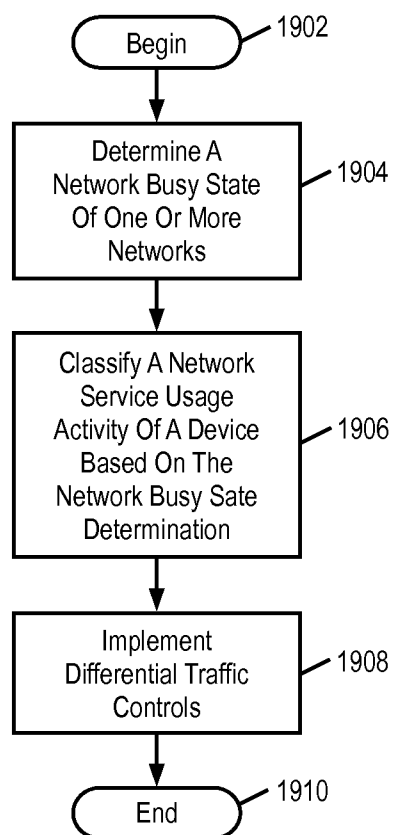 Begin
1902
Determine A
Network Busy State
Of One Or More
Networks
1904
Classify A Network
Service Usage
Activity Of A Device
Based On The
Network Busy Sate
Determination
1906
Implement
Differential Traffic
Controls
1908
End
1910